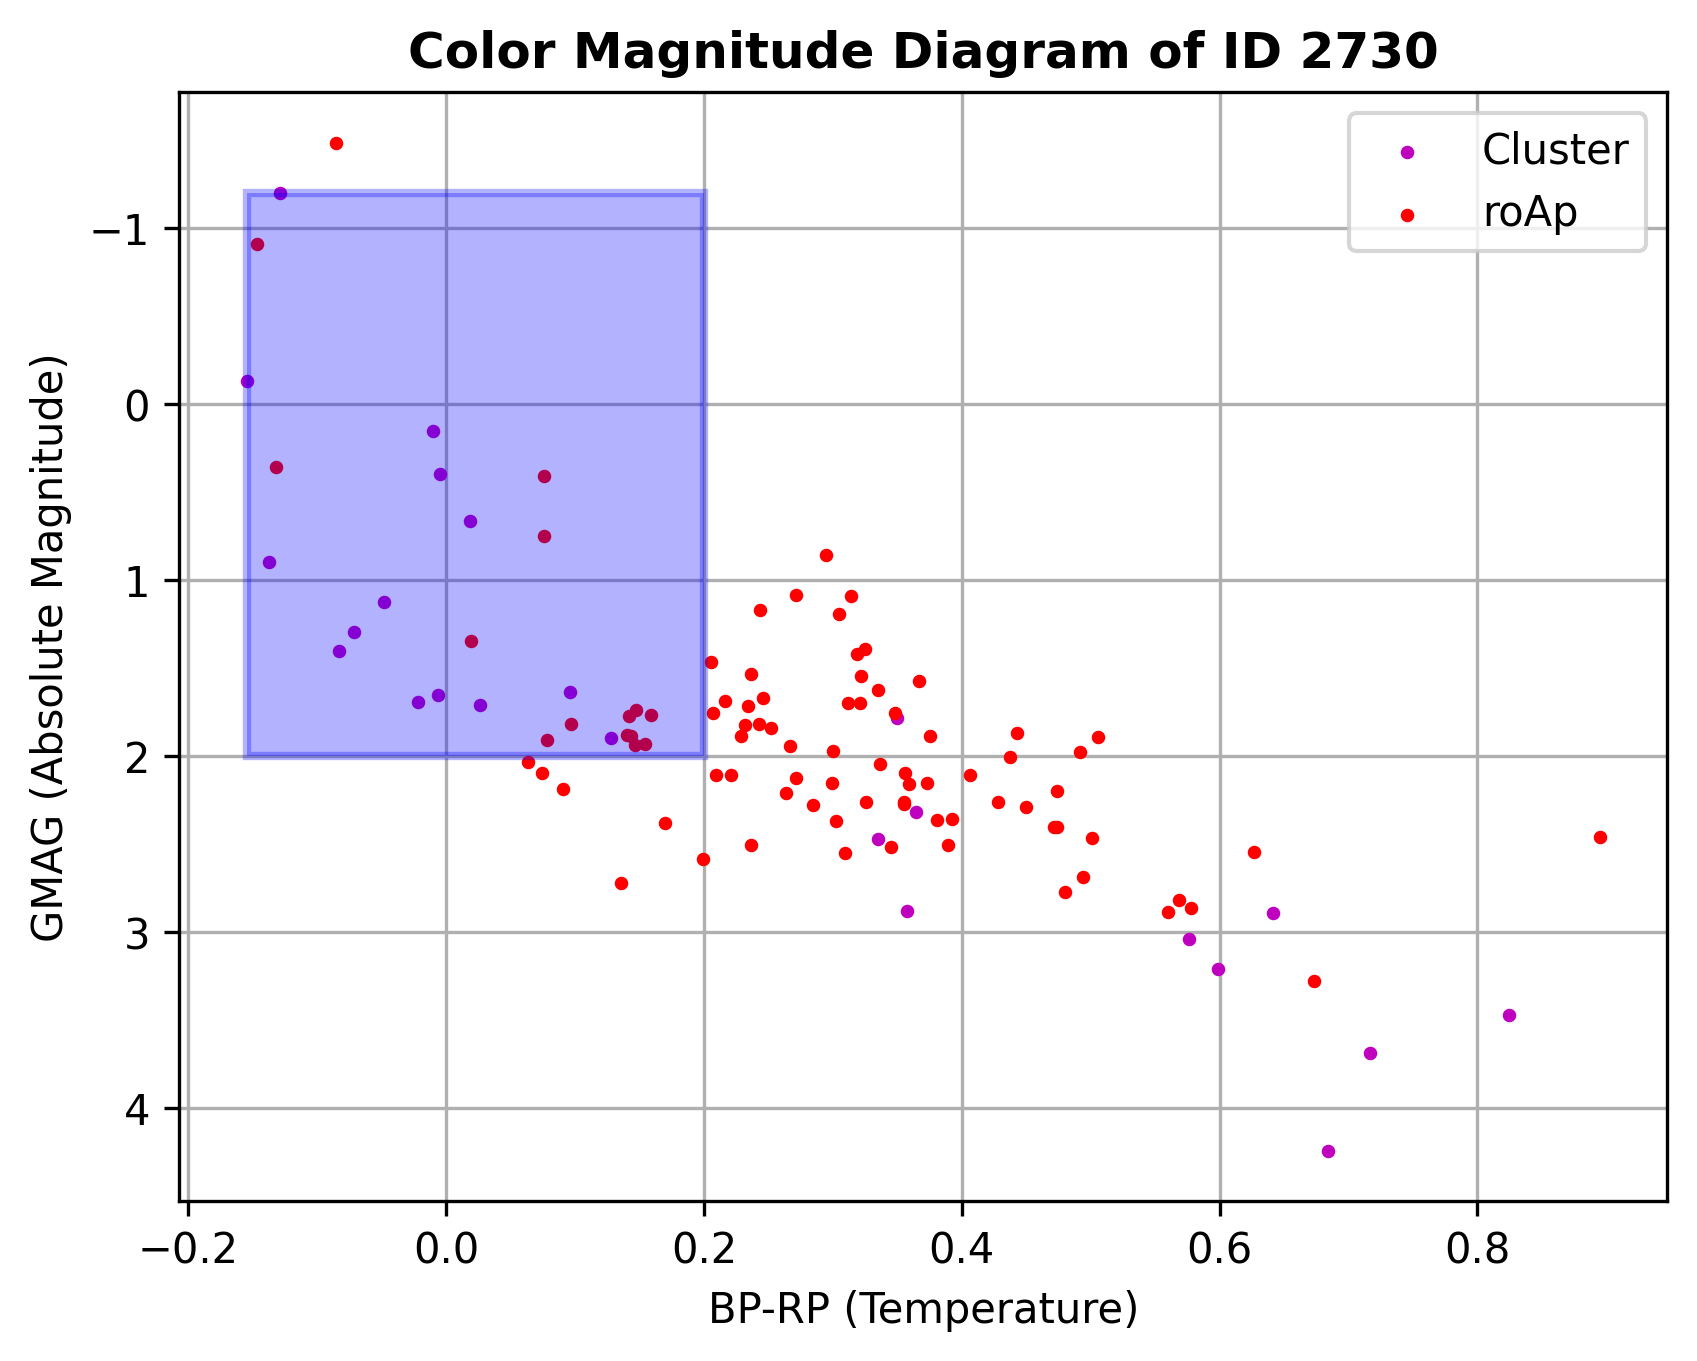 Color Magnitude Diagram of ID 2730
Cluster
roAp
GMAG (Absolute Magnitude)
−1
0
1
2
3
4
−0.2 0.0 0.2 0.4 0.6 0.8
BP-RP (Temperature)